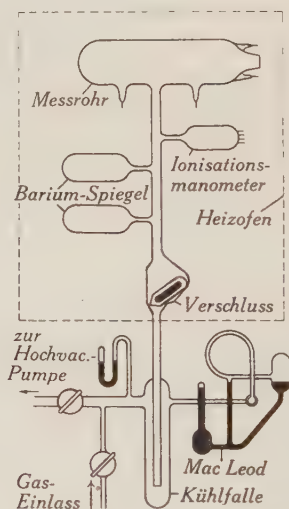 Messrohr
Ionisations-
manometer
Barium-Spiegel
Heizofen
Verschluss
zur
Hochvac.-
Pumpe
Mac Leod
Gas-
Einlass
Kühlfalle